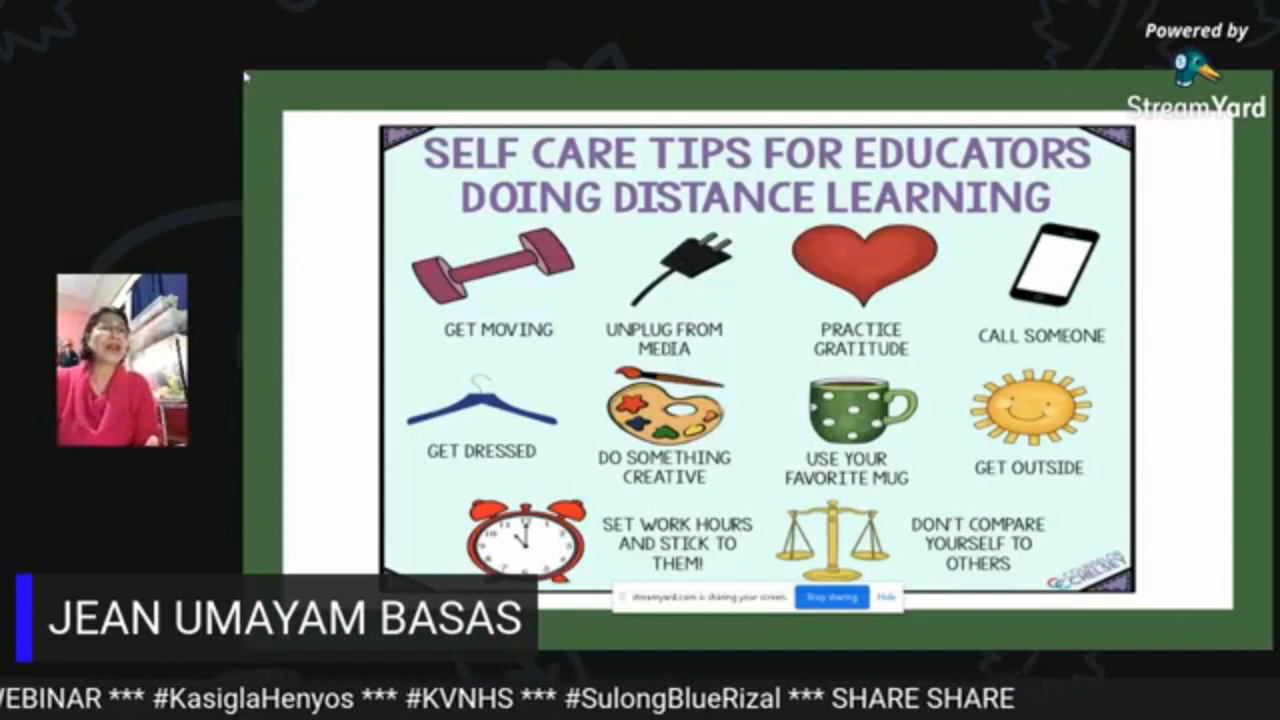 Powered by
StreamYard
SELF CARE TIPS FOR EDUCATORS
DOING DISTANCE LEARNING
GET MOVING
UNPLUG FROM
MEDIA
PRACTICE
GRATITUDE
CALL SOMEONE
GET DRESSED
DO SOMETHING
CREATIVE
USE YOUR
FAVORITE MUG
GET OUTSIDE
SET WORK HOURS
AND STICK TO
THEM!
DON'T COMPARE
YOURSELF TO
OTHERS
COUNSELOR
CHELSEY
streamyard.com is sharing your screen.
Stop sharing
Hide
JEAN UMAYAM BASAS
WEBINAR *** #KasiglaHenyos *** #KVNHS *** #SulongBlueRizal *** SHARE SHARE